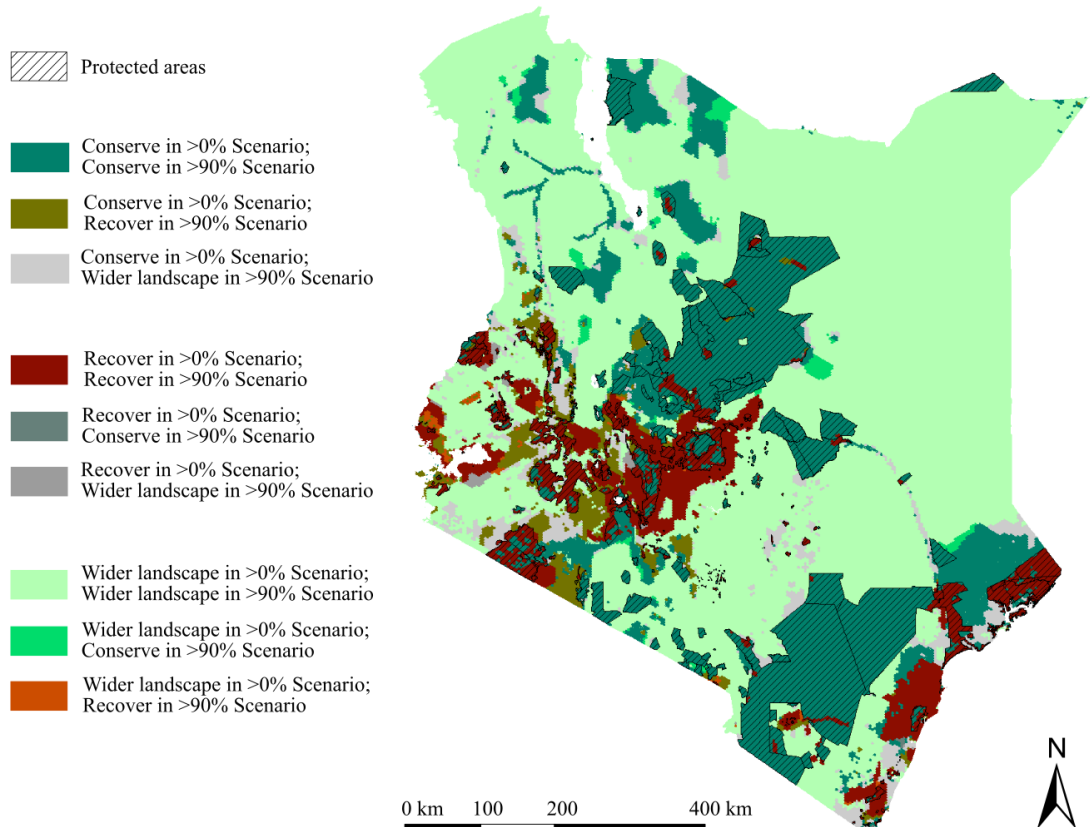 Protected areas
Conserve in >0% Scenario;
Conserve in >90% Scenario
Conserve in >0% Scenario;
Recover in >90% Scenario
Conserve in >0% Scenario;
Wider landscape in >90% Scenario
Recover in >0% Scenario;
Recover in >90% Scenario
Recover in >0% Scenario;
Conserve in >90% Scenario
Recover in >0% Scenario;
Wider landscape in >90% Scenario
Wider landscape in >0% Scenario;
Wider landscape in >90% Scenario
Wider landscape in >0% Scenario;
Conserve in >90% Scenario
Wider landscape in >0% Scenario;
Recover in >90% Scenario
N
0 km 100 200 400 km